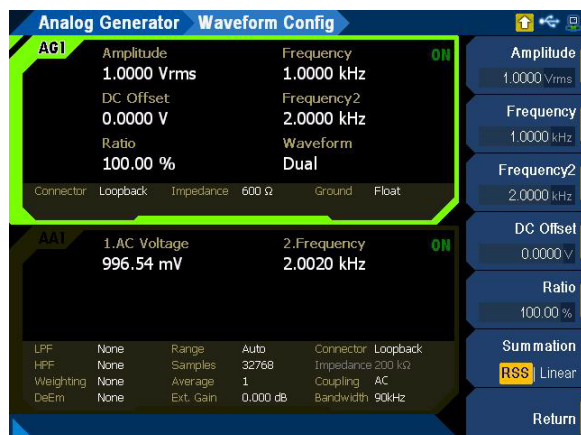 Analog Generator Waveform Config
AG1
Amplitude Frequency ON
1.0000 Vrms 1.0000 kHz
DC Offset Frequency2
0.0000 V 2.0000 kHz
Ratio Waveform
100.00 % Dual
Connector Loopback Impedance 600 Ω Ground Float
AA1
1.AC Voltage 2.Frequency ON
996.54 mV 2.0020 kHz
LPF None Range Auto Connector Loopback
HPF None Samples 32768 Impedance 200 kΩ
Weighting None Average 1 Coupling AC
DeEm None Ext. Gain 0.000 dB Bandwidth 90kHz
Amplitude
1.0000 Vrms
Frequency
1.0000 kHz
Frequency2
2.0000 kHz
DC Offset
0.0000 V
Ratio
100.00 %
Summation
RSS | Linear
Return